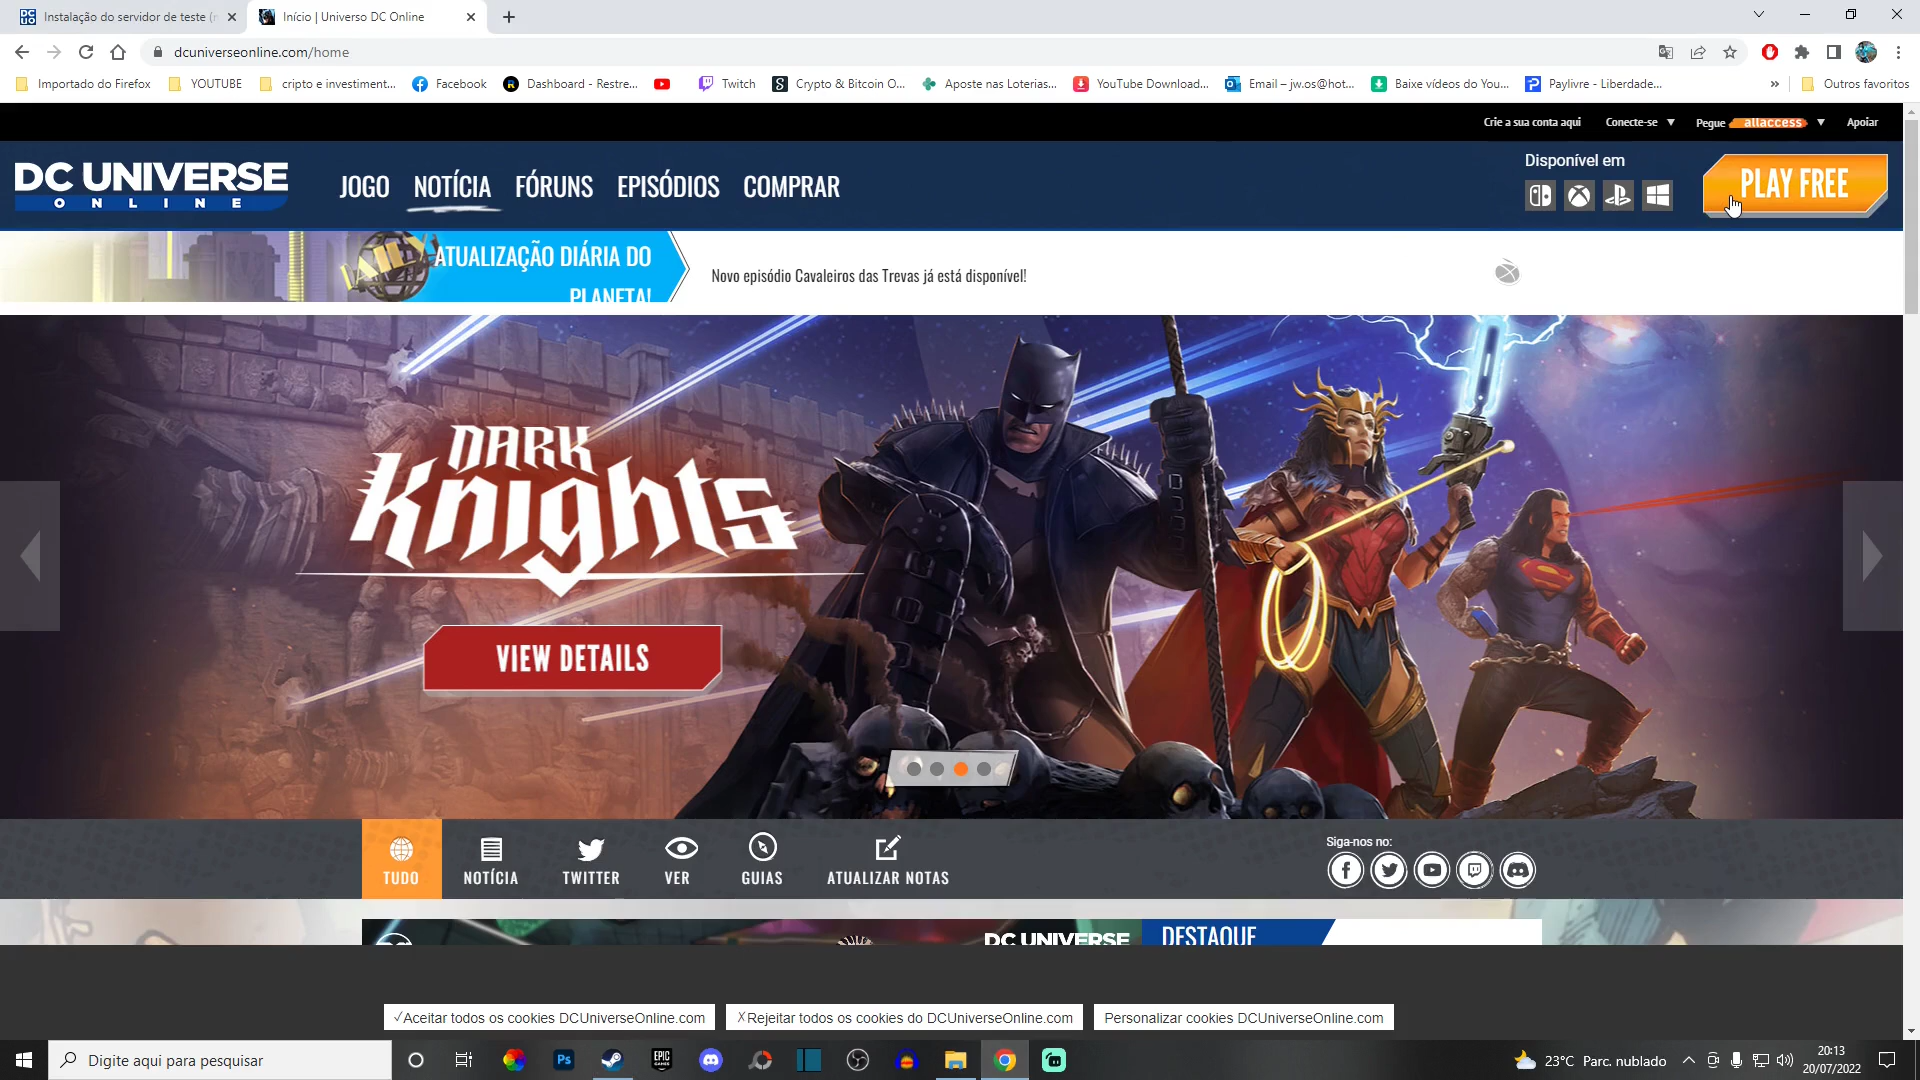 Instalação do servidor de teste (n
Início | Universo DC Online
dcuniverseonline.com/home
Importado do Firefox
YOUTUBE
cripto e investiment...
Facebook
Dashboard - Restre...
Twitch
Crypto & Bitcoin O...
Aposte nas Loterias...
YouTube Download...
Email – jw.os@hot...
Baixe vídeos do You...
Paylivre - Liberdade...
»
Outros favoritos
Crie a sua conta aqui
Conecte-se
Pegue allaccess
Apoiar
DC UNIVERSE
ONLINE
JOGO
NOTÍCIA
FÓRUNS
EPISÓDIOS
COMPRAR
Disponível em
PLAY FREE
DAILY
ATUALIZAÇÃO DIÁRIA DO
PLANETA!
Novo episódio Cavaleiros das Trevas já está disponível!
DARK
Knights
VIEW DETAILS
TUDO
NOTÍCIA
TWITTER
VER
GUIAS
ATUALIZAR NOTAS
Siga-nos no:
DC UNIVERSE
DESTAQUE
✓Aceitar todos os cookies DCUniverseOnline.com
☓Rejeitar todos os cookies do DCUniverseOnline.com
Personalizar cookies DCUniverseOnline.com
Digite aqui para pesquisar
Ps
EPIC
GAMES
23°C Parc. nublado
20:13
20/07/2022